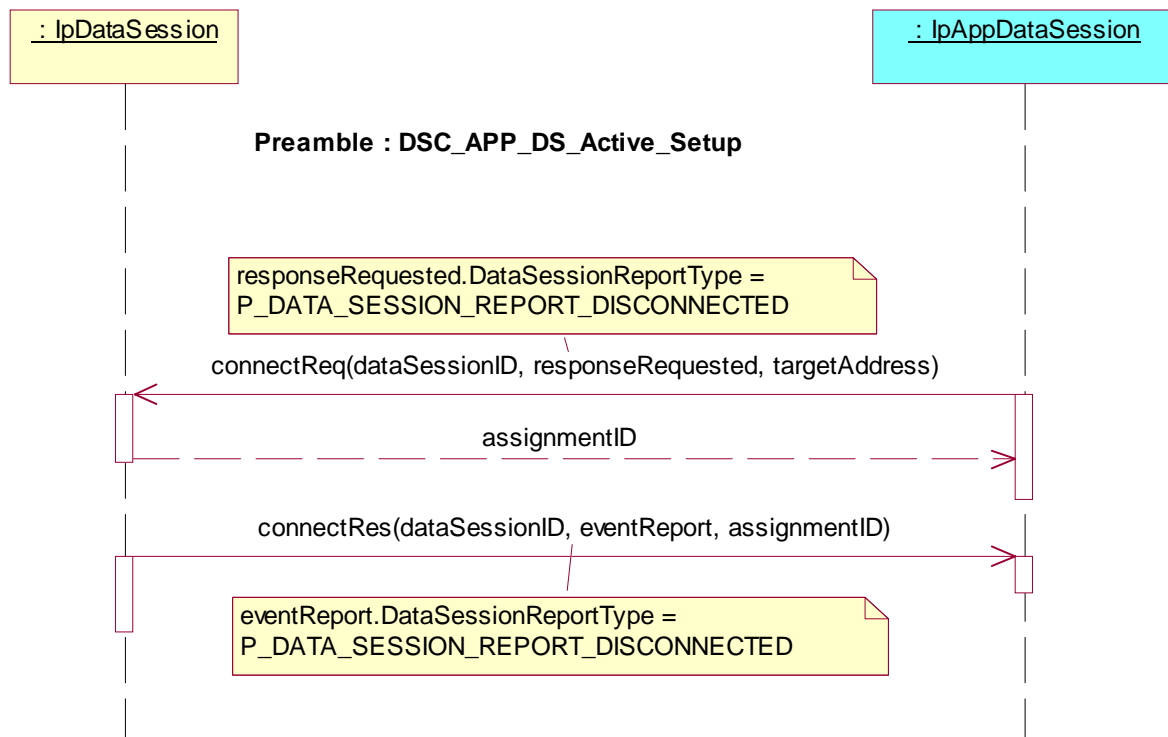 : IpDataSession
: IpAppDataSession
Preamble : DSC_APP_DS_Active_Setup
responseRequested.DataSessionReportType =
P_DATA_SESSION_REPORT_DISCONNECTED
connectReq(dataSessionID, responseRequested, targetAddress)
assignmentID
connectRes(dataSessionID, eventReport, assignmentID)
eventReport.DataSessionReportType =
P_DATA_SESSION_REPORT_DISCONNECTED